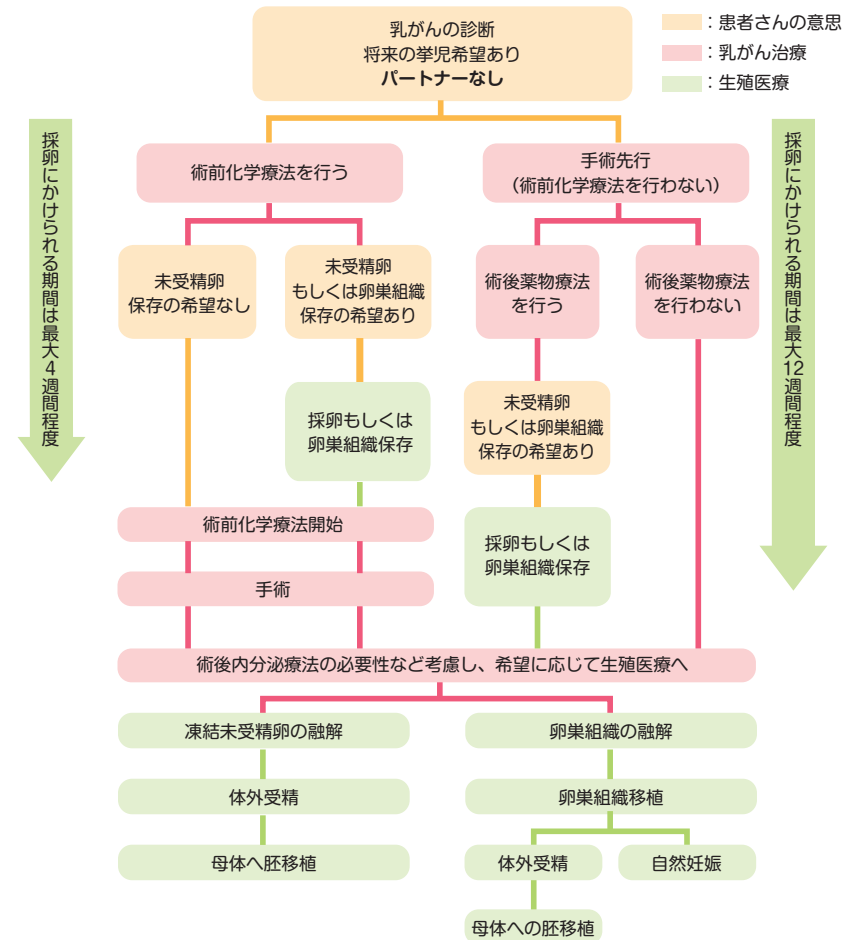 乳がんの診断
将来の挙児希望あり
パートナーなし
:患者さんの意思
:乳がん治療
:生殖医療
採卵にかけられる期間は最大4週間程度
採卵にかけられる期間は最大12週間程度
術前化学療法を行う
手術先行
(術前化学療法を行わない)
未受精卵
保存の希望なし
未受精卵
もしくは卵巣組織
保存の希望あり
術後薬物療法
を行う
術後薬物療法
を行わない
採卵もしくは
卵巣組織保存
未受精卵
もしくは卵巣組織
保存の希望あり
術前化学療法開始
採卵もしくは
卵巣組織保存
手術
術後内分泌療法の必要性など考慮し、希望に応じて生殖医療へ
凍結未受精卵の融解
卵巣組織の融解
体外受精
卵巣組織移植
母体へ胚移植
体外受精
自然妊娠
母体への胚移植